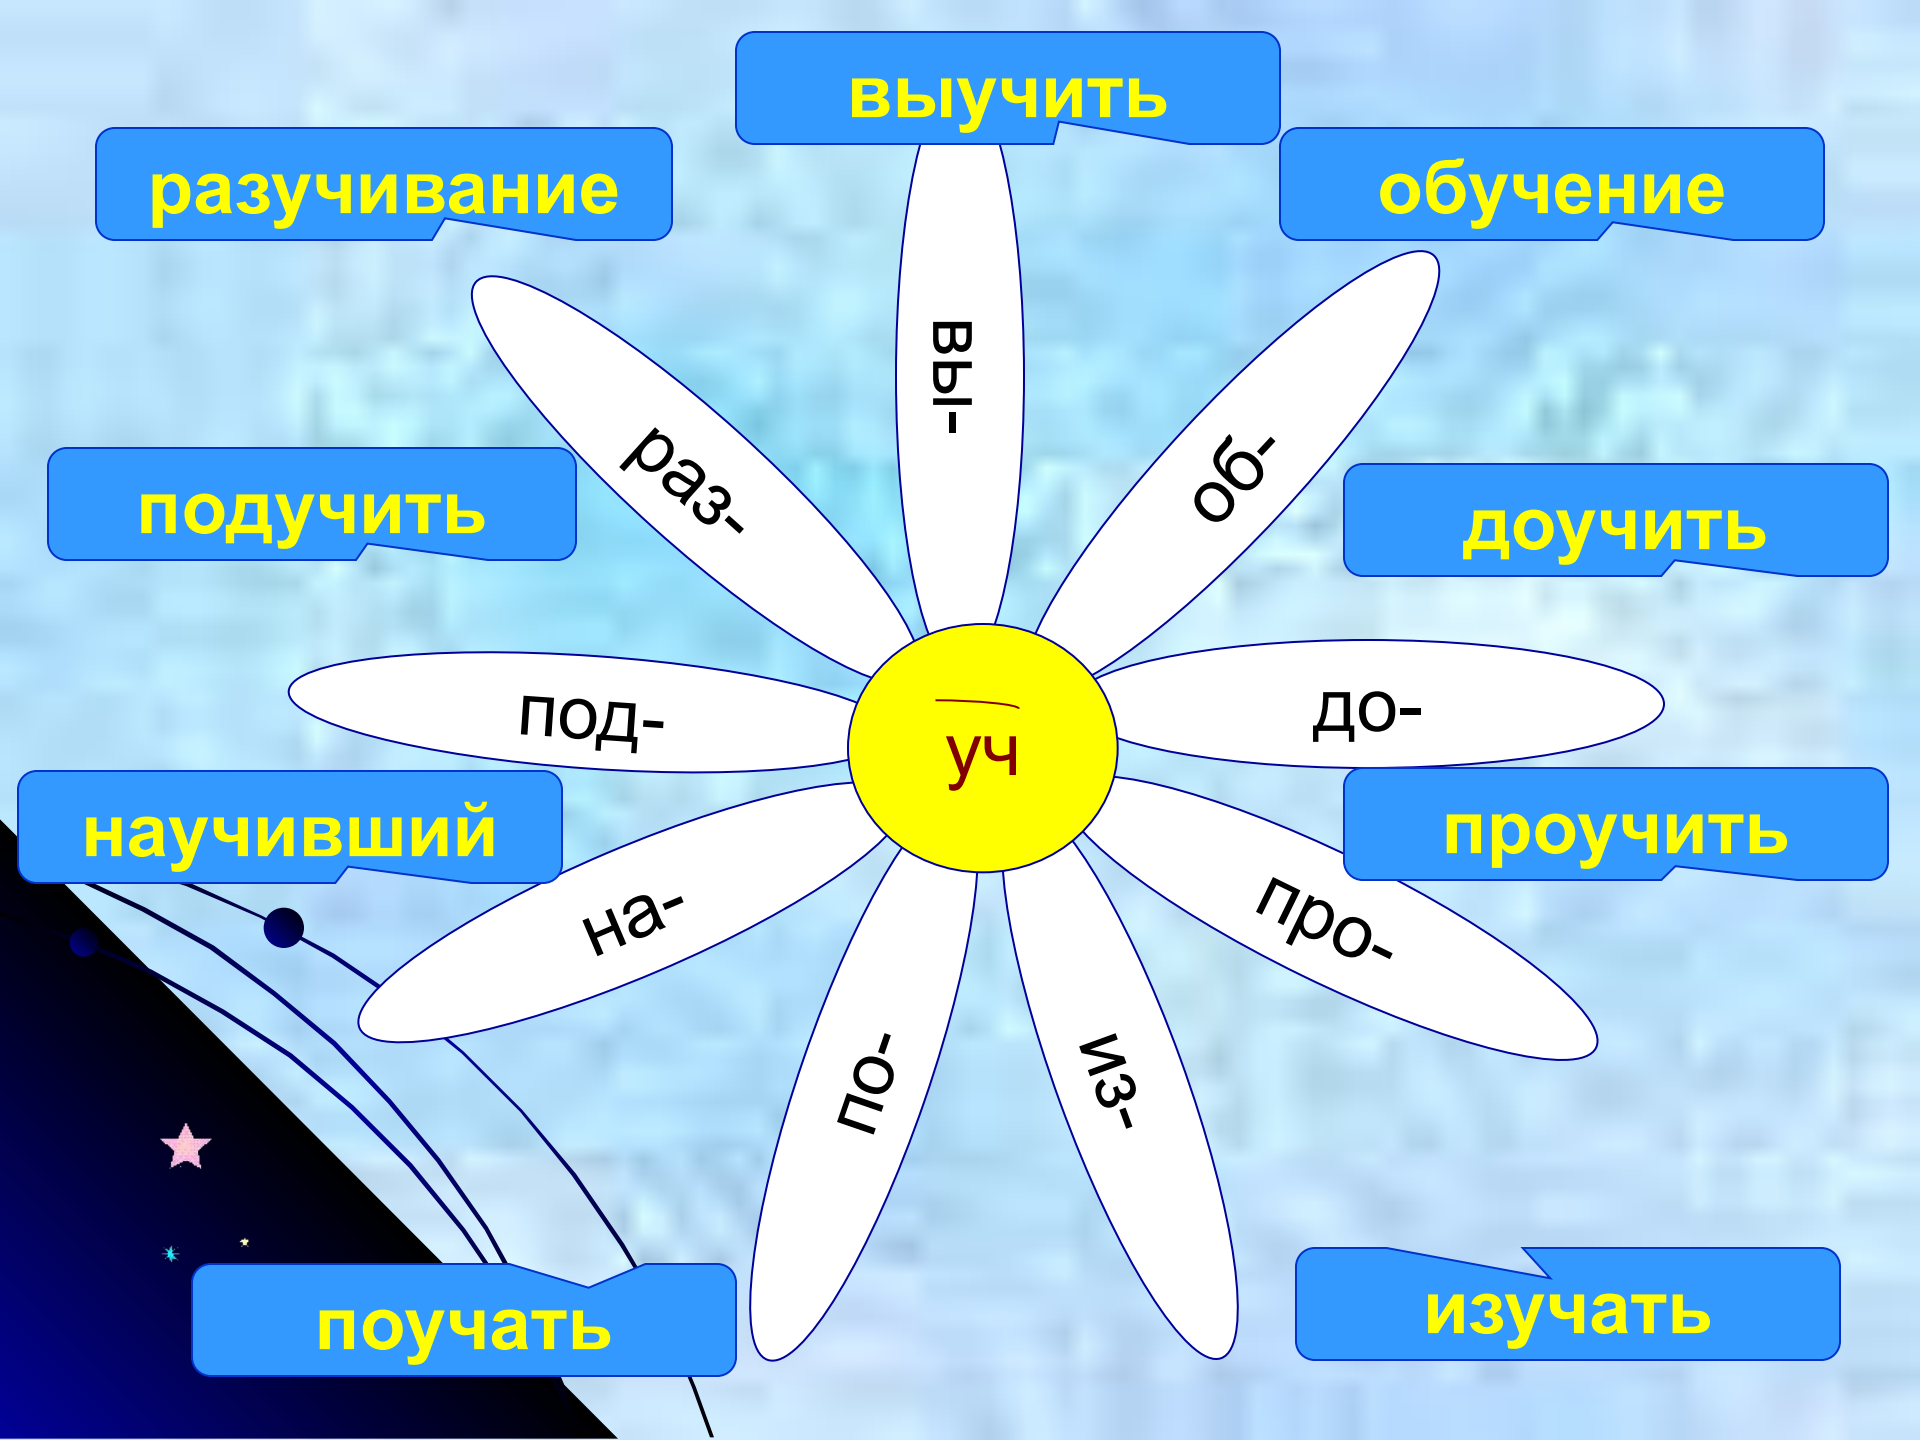 выучить
разучивание
обучение
вы-
раз-
об-
подучить
доучить
под-
до-
уч
научивший
проучить
на-
про-
по-
из-
поучать
изучать